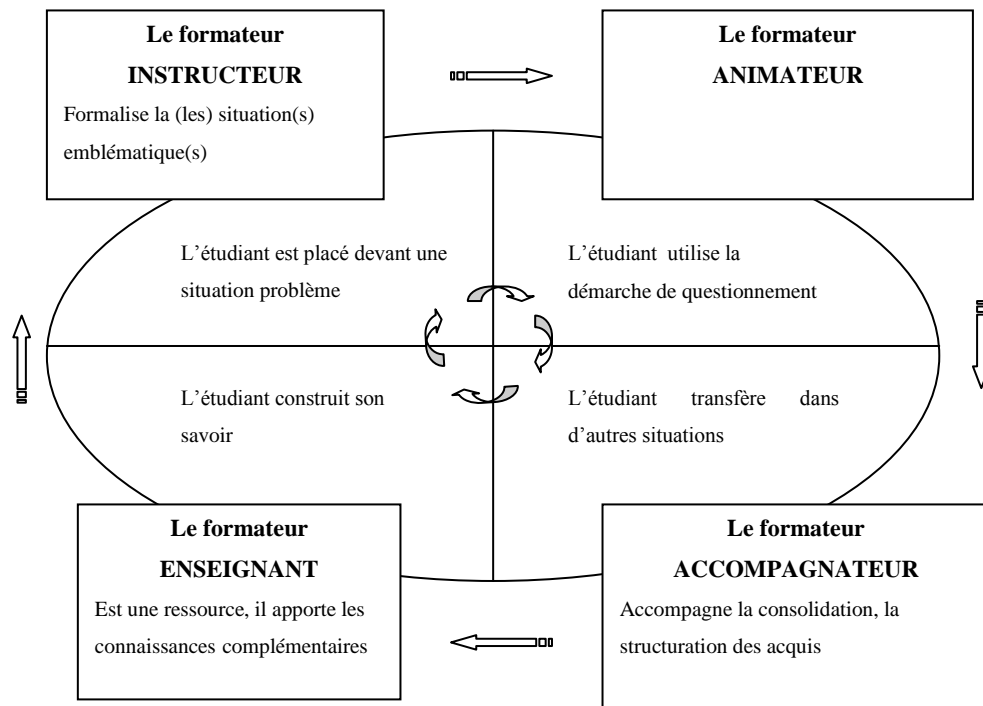 Le formateur
INSTRUCTEUR
Formalise la (les) situation(s)
emblématique(s)
Le formateur
ANIMATEUR
L’étudiant est placé devant une
situation problème
L’étudiant utilise la
démarche de questionnement
L’étudiant construit son
savoir
L’étudiant transfère dans
d’autres situations
Le formateur
ENSEIGNANT
Est une ressource, il apporte les
connaissances complémentaires
Le formateur
ACCOMPAGNATEUR
Accompagne la consolidation, la
structuration des acquis